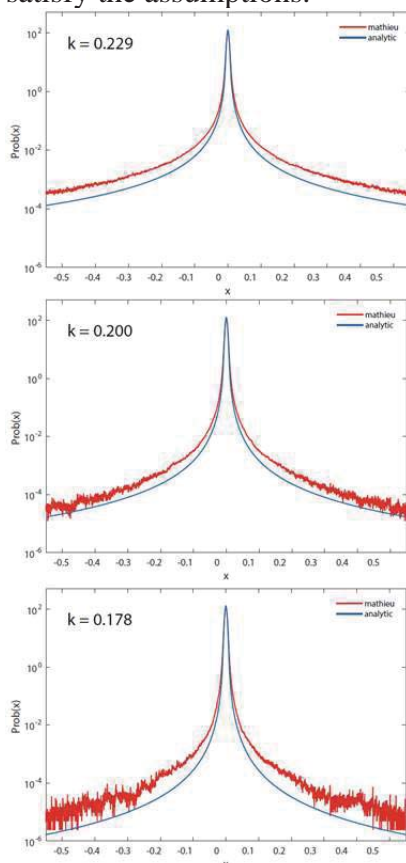 satisfy the assumptions.
k = 0.229
mathieu
analytic
Prob(x)
10^2
10^0
10^-2
10^-4
10^-6
-0.5 -0.4 -0.3 -0.2 -0.1 0 0.1 0.2 0.3 0.4 0.5
x
k = 0.200
mathieu
analytic
Prob(x)
10^2
10^0
10^-2
10^-4
10^-6
-0.5 -0.4 -0.3 -0.2 -0.1 0 0.1 0.2 0.3 0.4 0.5
x
k = 0.178
mathieu
analytic
Prob(x)
10^2
10^0
10^-2
10^-4
10^-6
-0.5 -0.4 -0.3 -0.2 -0.1 0 0.1 0.2 0.3 0.4 0.5